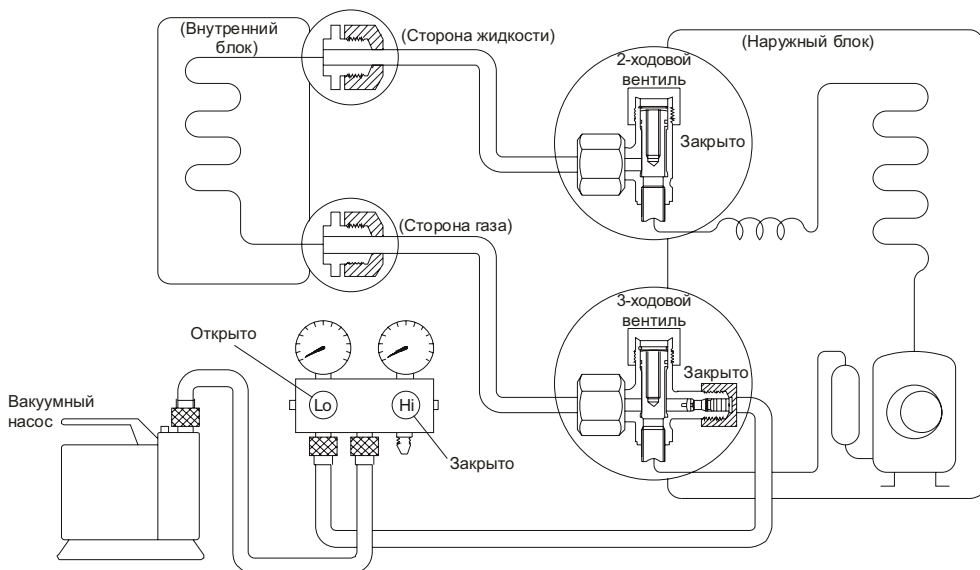 (Внутренний
блок)
(Сторона жидкости)
2-ходовой
вентиль
(Наружный блок)
Закрыто
(Сторона газа)
3-ходовой
вентиль
Открыто
Закрыто
Вакуумный
насос
Lo
Hi
Закрыто